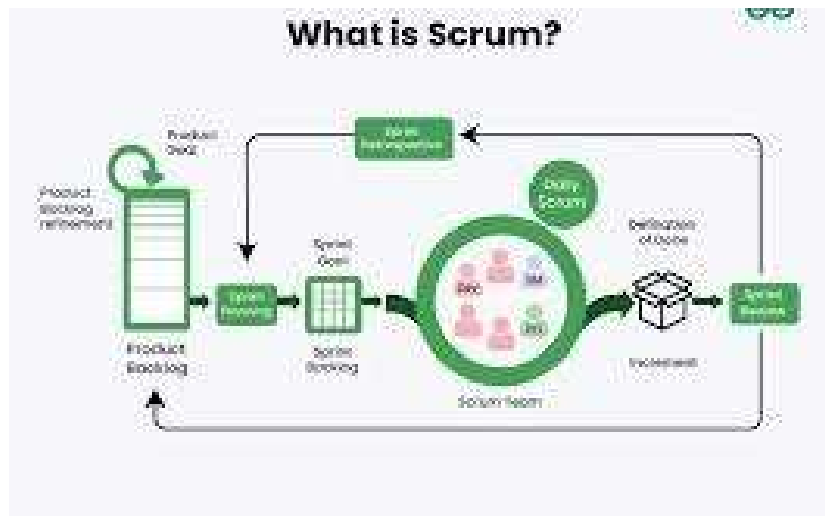 What is Scrum?
Product
Goal
Sprint
Retrospective
Daily
Scrum
Product
Backlog
refinement
Sprint
Goal
Definition
of Done
Sprint
Planning
Sprint
Review
Product
Backlog
Sprint
Backlog
Increment
Scrum Team
DEV
SM